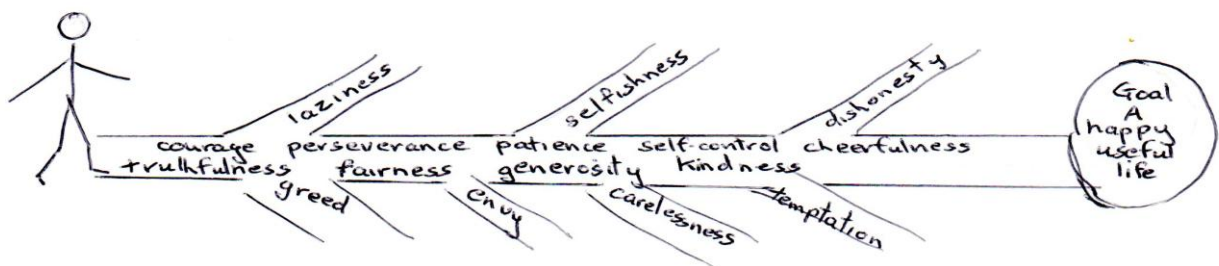 laziness
selfishness
dishonesty
courage perseverance patience self-control cheerfulness
truthfulness fairness generosity kindness
greed
envy
carelessness
temptation
Goal
A
happy
useful
life